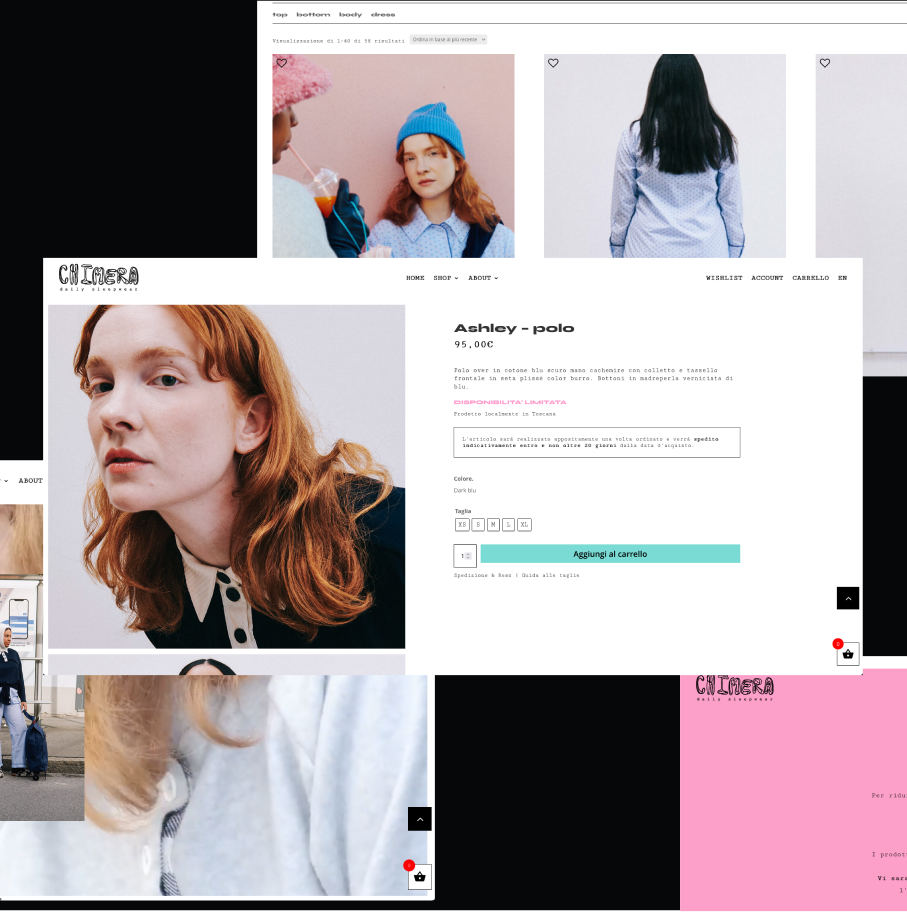 top bottom body dress
Visualizzazione di 1-40 di 58 risultati Ordina in base al più recente
CHIMERA
daily sleepwear
HOME SHOP ABOUT
WISHLIST ACCOUNT CARRELLO EN
Ashley – polo
95,00€
Polo over in cotone blu scuro mano cachemire con colletto e tassello
frontale in seta plissé color burro. Bottoni in madreperla verniciata di
blu.
DISPONIBILITA' LIMITATA
Prodotto localmente in Toscana
L'articolo sarà realizzato appositamente una volta ordinato e verrà spedito
indicativamente entro e non oltre 20 giorni dalla data d'acquisto.
Colore.
Dark blu
Taglia
XS S M L XL
1
Aggiungi al carrello
Spedizione & Reso | Guida alle taglie
0
ABOUT
0
CHIMERA
daily sleepwear
Per ridu
I prodot
Vi sar
l'